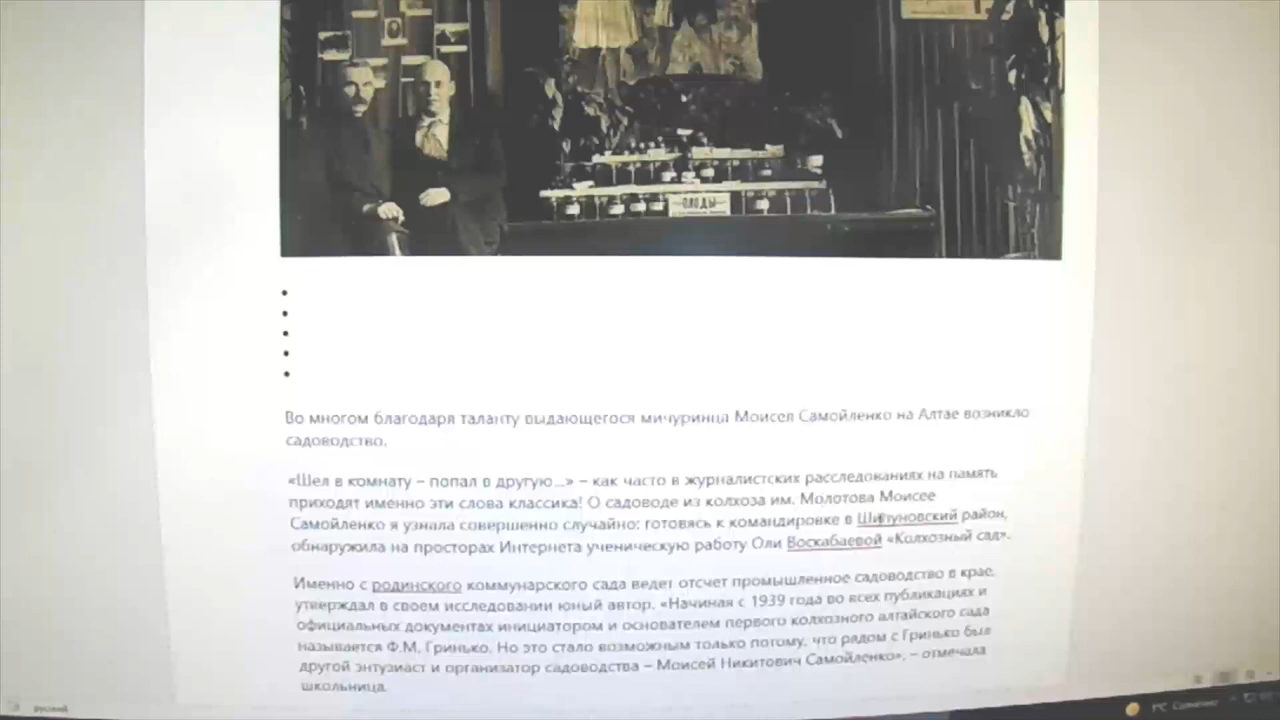 ПЛОДЫ
Во многом благодаря таланту выдающегося мичуринца Моисея Самойленко на Алтае возникло
садоводство.
«Шел в комнату – попал в другую...» – как часто в журналистских расследованиях на память
приходят именно эти слова классика! О садоводе из колхоза им. Молотова Моисее
Самойленко я узнала совершенно случайно: готовясь к командировке в Шипуновский район,
обнаружила на просторах Интернета ученическую работу Оли Воскабаевой «Колхозный сад».
Именно с родинского коммунарского сада ведет отсчет промышленное садоводство в крае,
утверждал в своем исследовании юный автор. «Начиная с 1939 года во всех публикациях и
официальных документах инициатором и основателем первого колхозного алтайского сада
называется Ф.М. Гринько. Но это стало возможным только потому, что рядом с Гринько был
другой энтузиаст и организатор садоводства – Моисей Никитович Самойленко», – отмечала
школьница.
русский
РС